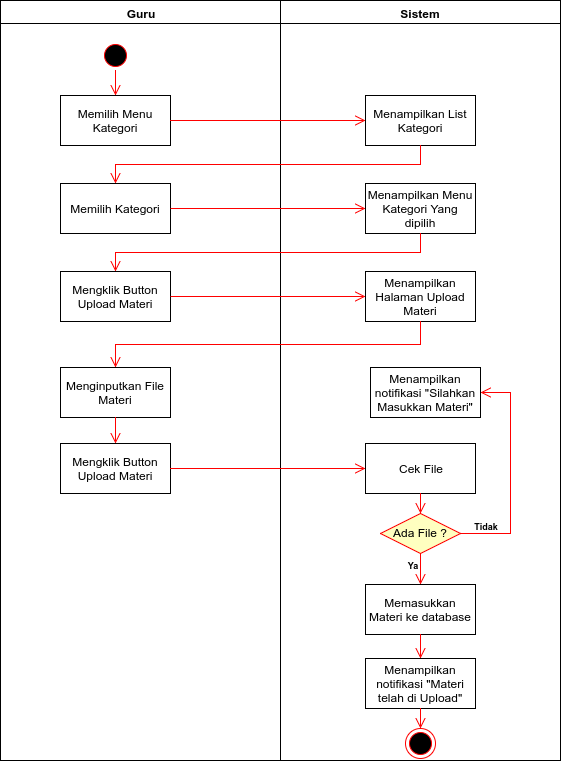 Guru
Sistem
Memilih Menu
Kategori
Menampilkan List
Kategori
Memilih Kategori
Menampilkan Menu
Kategori Yang
dipilih
Mengklik Button
Upload Materi
Menampilkan
Halaman Upload
Materi
Menginputkan File
Materi
Menampilkan
notifikasi "Silahkan
Masukkan Materi"
Mengklik Button
Upload Materi
Cek File
Ada File ?
Tidak
Ya
Memasukkan
Materi ke database
Menampilkan
notifikasi "Materi
telah di Upload"